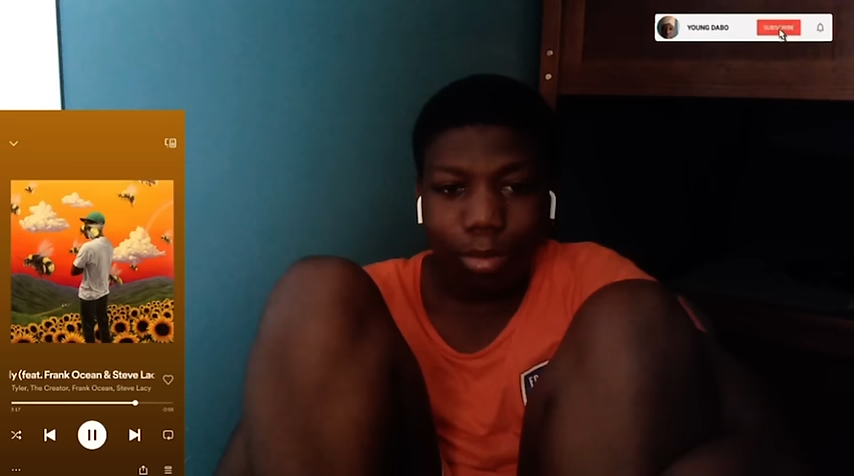 YOUNG DABO
SUBSCRIBE
ly (feat. Frank Ocean & Steve Lac
Tyler, The Creator, Frank Ocean, Steve Lacy